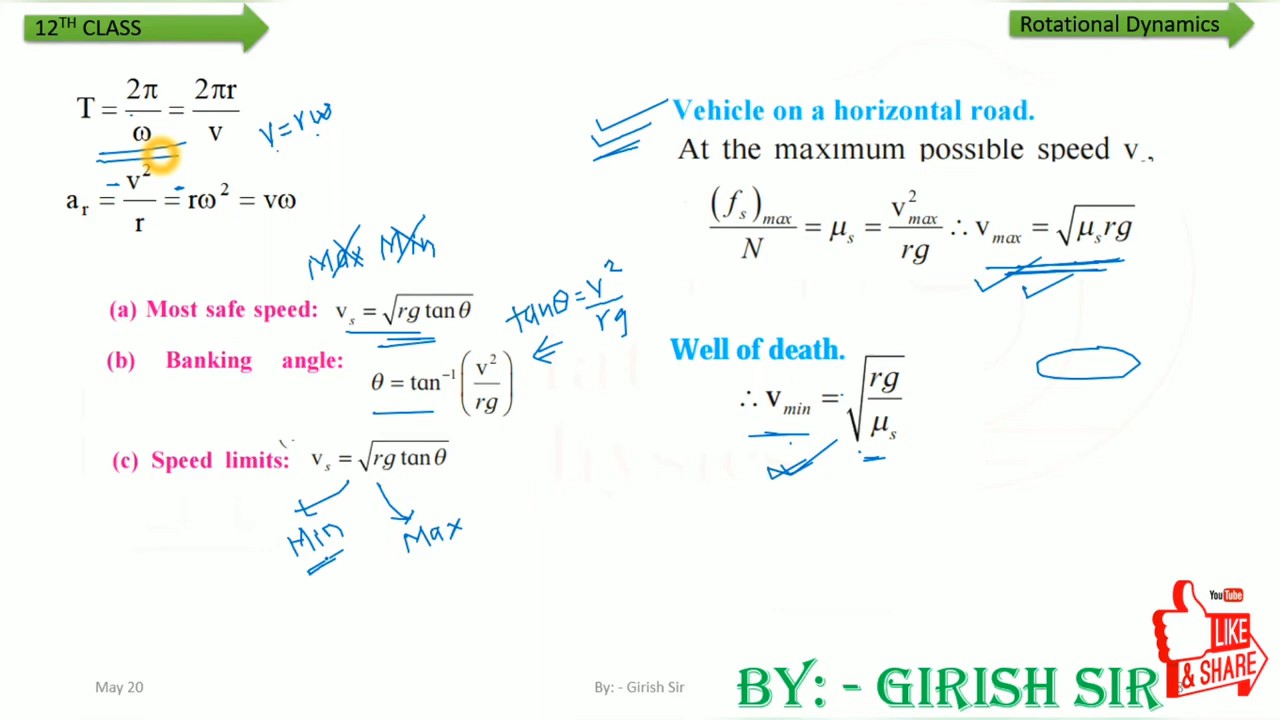 12TH CLASS
Rotational Dynamics
T = 2π/ω = 2πr/v
v = rω
a_r = v²/r = rω² = vω
Max Min
(a) Most safe speed: v_s = √(rg tan θ)
tanθ = v²/rg
(b) Banking angle: θ = tan⁻¹(v²/rg)
(c) Speed limits: v_s = √(rg tan θ)
Min Max
Vehicle on a horizontal road.
At the maximum possible speed v
(f_s)_max/N = μ_s = v²_max/rg ∴ v_max = √(μ_s rg)
Well of death.
∴ v_min = √(rg/μ_s)
YouTube
LIKE
& SHARE
May 20
By: - Girish Sir
BY: - GIRISH SIR